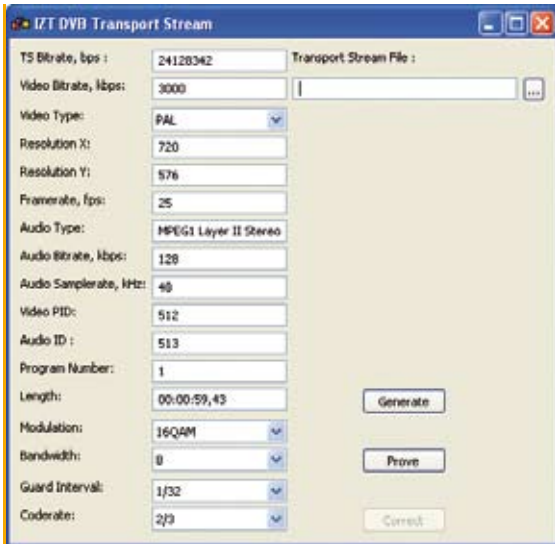 IZT DVB Transport Stream
TS Bitrate, bps : 24128342 Transport Stream File :
Video Bitrate, kbps: 3000 ...
Video Type: PAL
Resolution X: 720
Resolution Y: 576
Framerate, fps: 25
Audio Type: MPEG1 Layer II Stereo
Audio Bitrate, kbps: 128
Audio Samplerate, kHz: 48
Video PID: 512
Audio ID : 513
Program Number: 1
Length: 00:00:59,43 Generate
Modulation: 16QAM
Bandwidth: 8 Prove
Guard Interval: 1/32
Coderate: 2/3 Correct